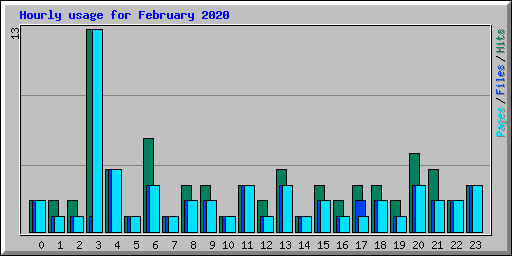 Hourly usage for February 2020
13
Pages/Files/Hits
0 1 2 3 4 5 6 7 8 9 10 11 12 13 14 15 16 17 18 19 20 21 22 23